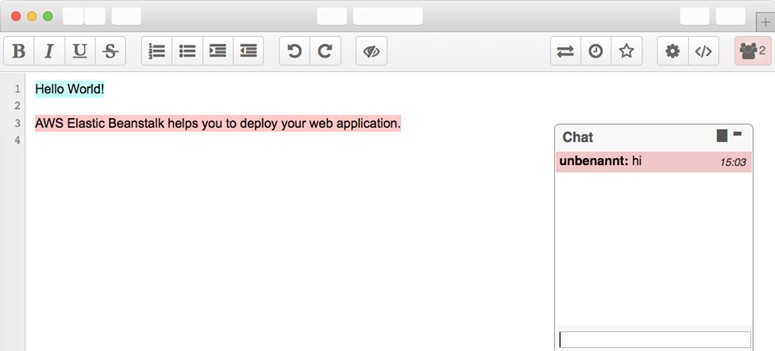 B I U S
2
1 Hello World!
2
3 AWS Elastic Beanstalk helps you to deploy your web application.
4
Chat
unbenannt: hi 15:03